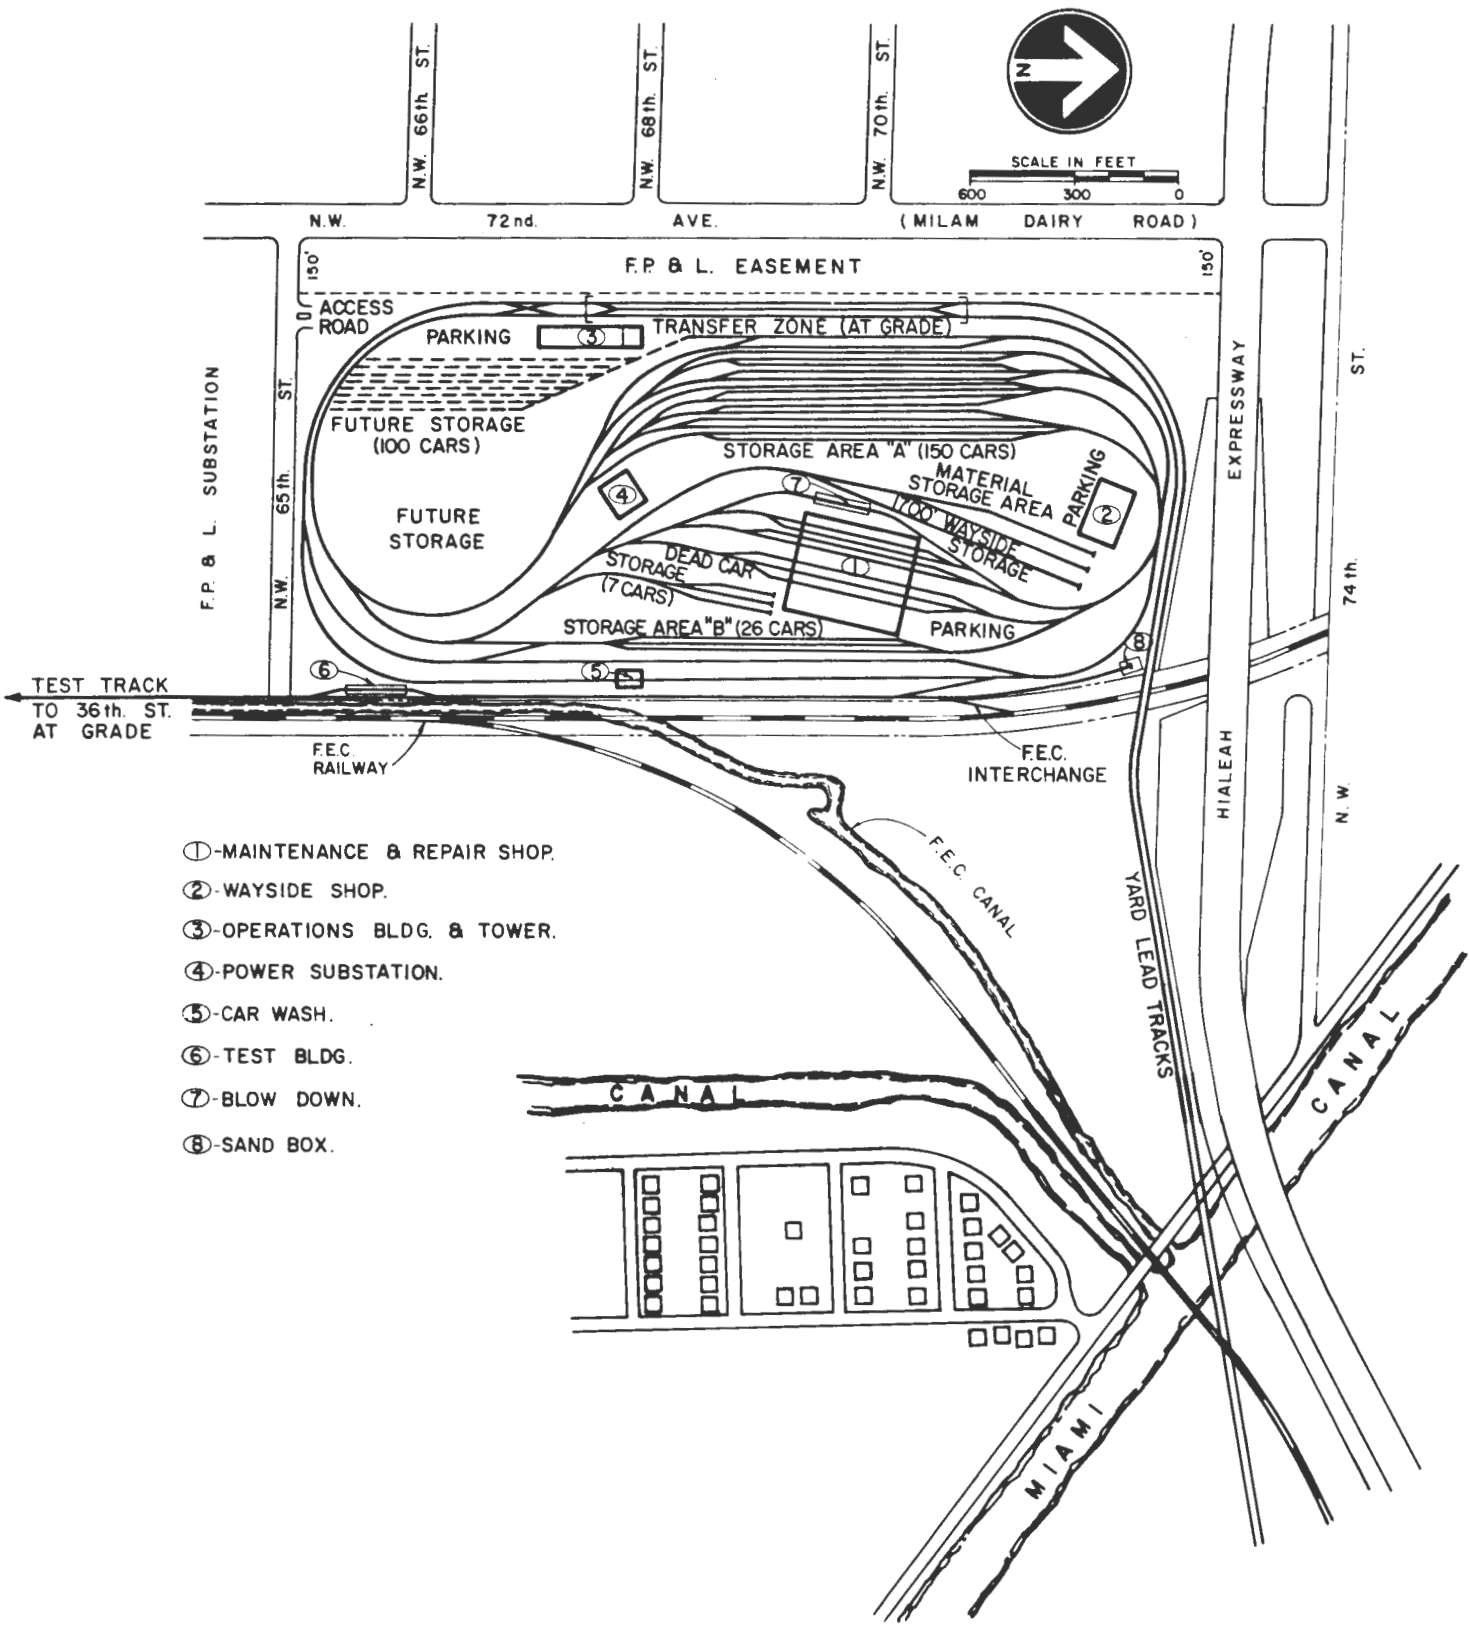 N.W. 66th. ST.
N.W. 68th. ST.
N.W. 70th. ST.
N
SCALE IN FEET
600 300 0
N.W. 72nd. AVE. (MILAM DAIRY ROAD)
150'
F.P. & L. EASEMENT
150'
ACCESS
ROAD
PARKING
3
TRANSFER ZONE (AT GRADE)
FUTURE STORAGE
(100 CARS)
STORAGE AREA "A" (150 CARS)
F.P. & L. SUBSTATION
N.W. 65th. ST.
HIALEAH EXPRESSWAY
N.W. 74th. ST.
FUTURE
STORAGE
4
7
MATERIAL
STORAGE AREA
PARKING
2
1700' WAYSIDE
STORAGE
DEAD CAR
STORAGE
(7 CARS)
1
STORAGE AREA "B" (26 CARS)
PARKING
8
6
5
TEST TRACK
TO 36th. ST.
AT GRADE
F.E.C.
RAILWAY
F.E.C.
INTERCHANGE
F.E.C. CANAL
YARD LEAD TRACKS
1-MAINTENANCE & REPAIR SHOP.
2-WAYSIDE SHOP.
3-OPERATIONS BLDG. & TOWER.
4-POWER SUBSTATION.
5-CAR WASH.
6-TEST BLDG.
7-BLOW DOWN.
8-SAND BOX.
CANAL
MIAMI CANAL